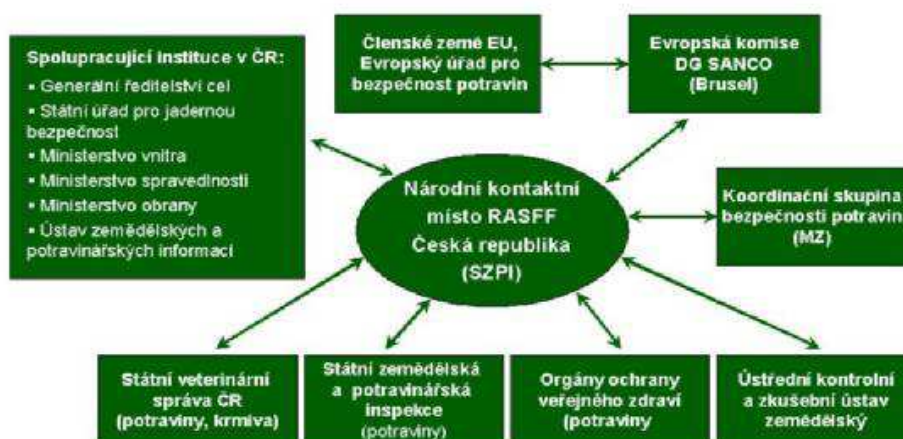 Spolupracující instituce v ČR:
▪ Generální ředitelství cel
▪ Státní úřad pro jadernou
bezpečnost
▪ Ministerstvo vnitra
▪ Ministerstvo spravedlnosti
▪ Ministerstvo obrany
▪ Ústav zemědělských a
potravinářských informací
Členské země EU,
Evropský úřad pro
bezpečnost potravin
Evropská komise
DG SANCO
(Brusel)
Národní kontaktní
místo RASFF
Česká republika
(SZPI)
Koordinační skupina
bezpečnosti potravin
(MZ)
Státní veterinární
správa ČR
(potraviny, krmiva)
Státní zemědělská
a potravinářská
inspekce
(potraviny)
Orgány ochrany
veřejného zdraví
(potraviny
Ústřední kontrolní
a zkušební ústav
zemědělský